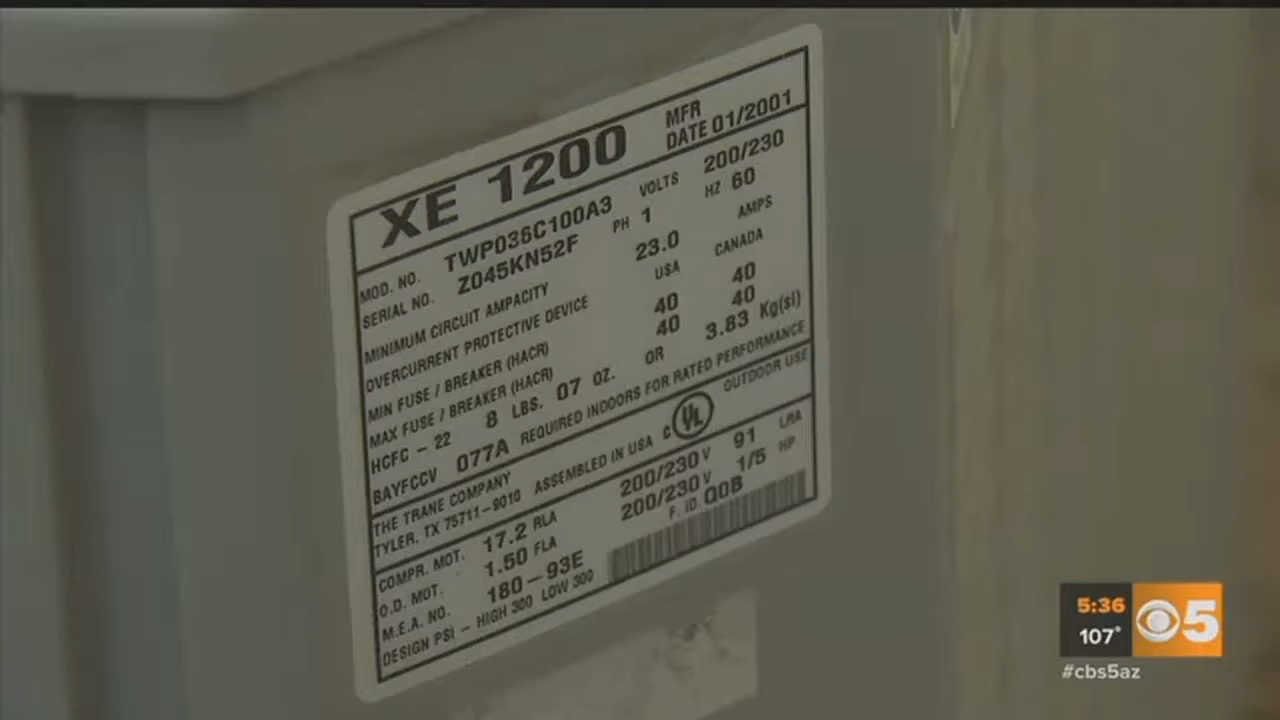 XE 1200
MFR
DATE 01/2001
MOD. NO. TWP036C100A3 VOLTS 200/230
SERIAL NO. Z045KN52F PH 1 HZ 60
MINIMUM CIRCUIT AMPACITY 23.0 AMPS
OVERCURRENT PROTECTIVE DEVICE USA CANADA
MIN FUSE / BREAKER (HACR) 40 40
MAX FUSE / BREAKER (HACR) 40 40
HCFC - 22 8 LBS. 07 OZ. OR 3.83 Kg(si)
BAYFCCV 077A REQUIRED INDOORS FOR RATED PERFORMANCE
THE TRANE COMPANY
TYLER, TX 75711-9010 ASSEMBLED IN USA C UL OUTDOOR USE
COMPR. MOT. 17.2 RLA 200/230 V 91 LRA
O.D. MOT. 1.50 FLA 200/230 V 1/5 HP
M.E.A. NO. 180-93E F. ID. Q0B
DESIGN PSI - HIGH 300 LOW 300
5:36
107°
5
#cbs5az